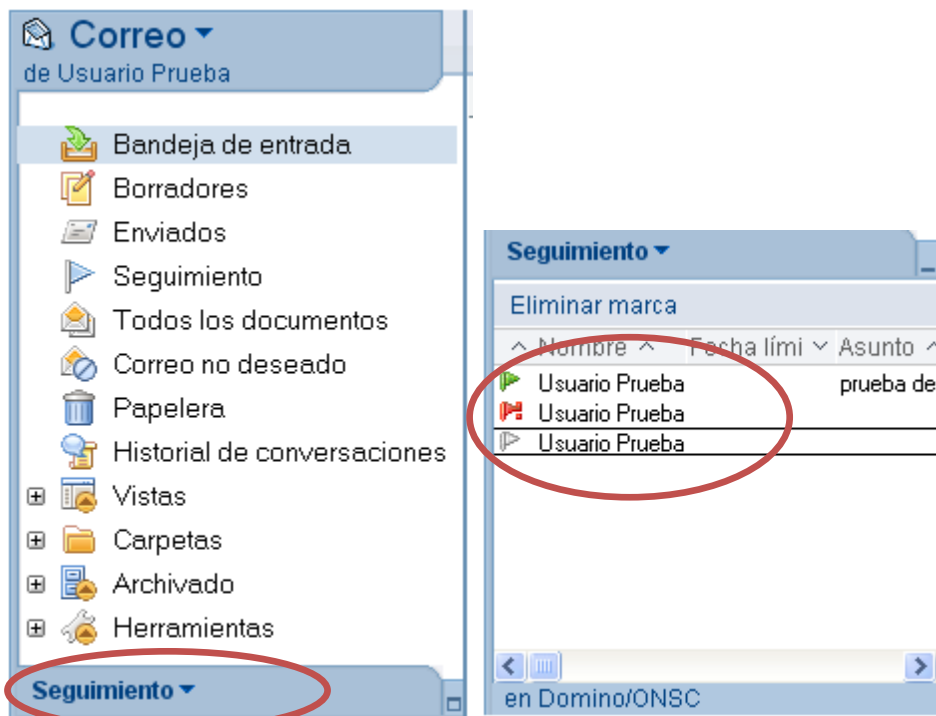 Correo
de Usuario Prueba
Bandeja de entrada
Borradores
Enviados
Seguimiento
Todos los documentos
Correo no deseado
Papelera
Historial de conversaciones
Vistas
Carpetas
Archivado
Herramientas
Seguimiento
Seguimiento
Eliminar marca
Nombre Fecha lími Asunto
Usuario Prueba prueba de
Usuario Prueba
Usuario Prueba
en Domino/ONSC